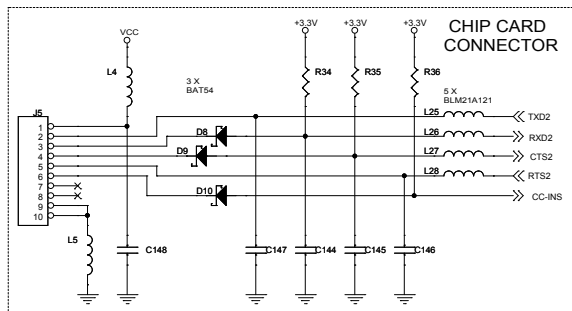 CHIP CARD
CONNECTOR
+3.3V
+3.3V
+3.3V
VCC
L4
3 X
BAT54
R34
R35
R36
5 X
BLM21A121
J5
1
2
3
4
5
6
7
8
9
10
D8
D9
D10
L25
TXD2
L26
RXD2
L27
CTS2
L28
RTS2
CC-INS
L5
C148
C147
C144
C145
C146